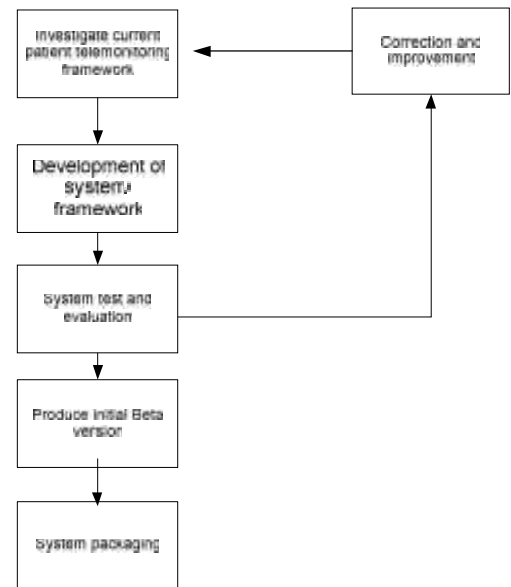 Investigate current
patient telemonitoring
framework
Correction and
improvement
Development of
system
framework
System test and
evaluation
Produce initial Beta
version
System packaging